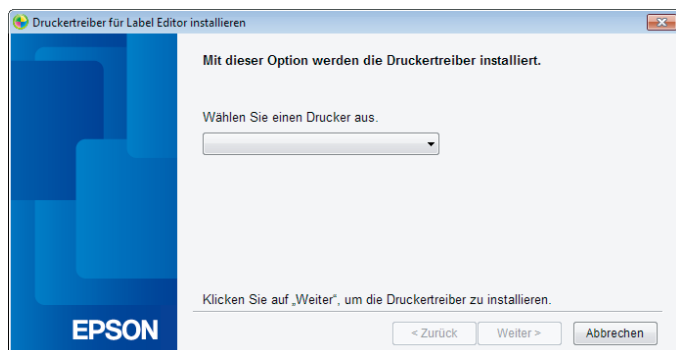 Druckertreiber für Label Editor installieren
Mit dieser Option werden die Druckertreiber installiert.
Wählen Sie einen Drucker aus.
Klicken Sie auf „Weiter“, um die Druckertreiber zu installieren.
EPSON
< Zurück
Weiter >
Abbrechen